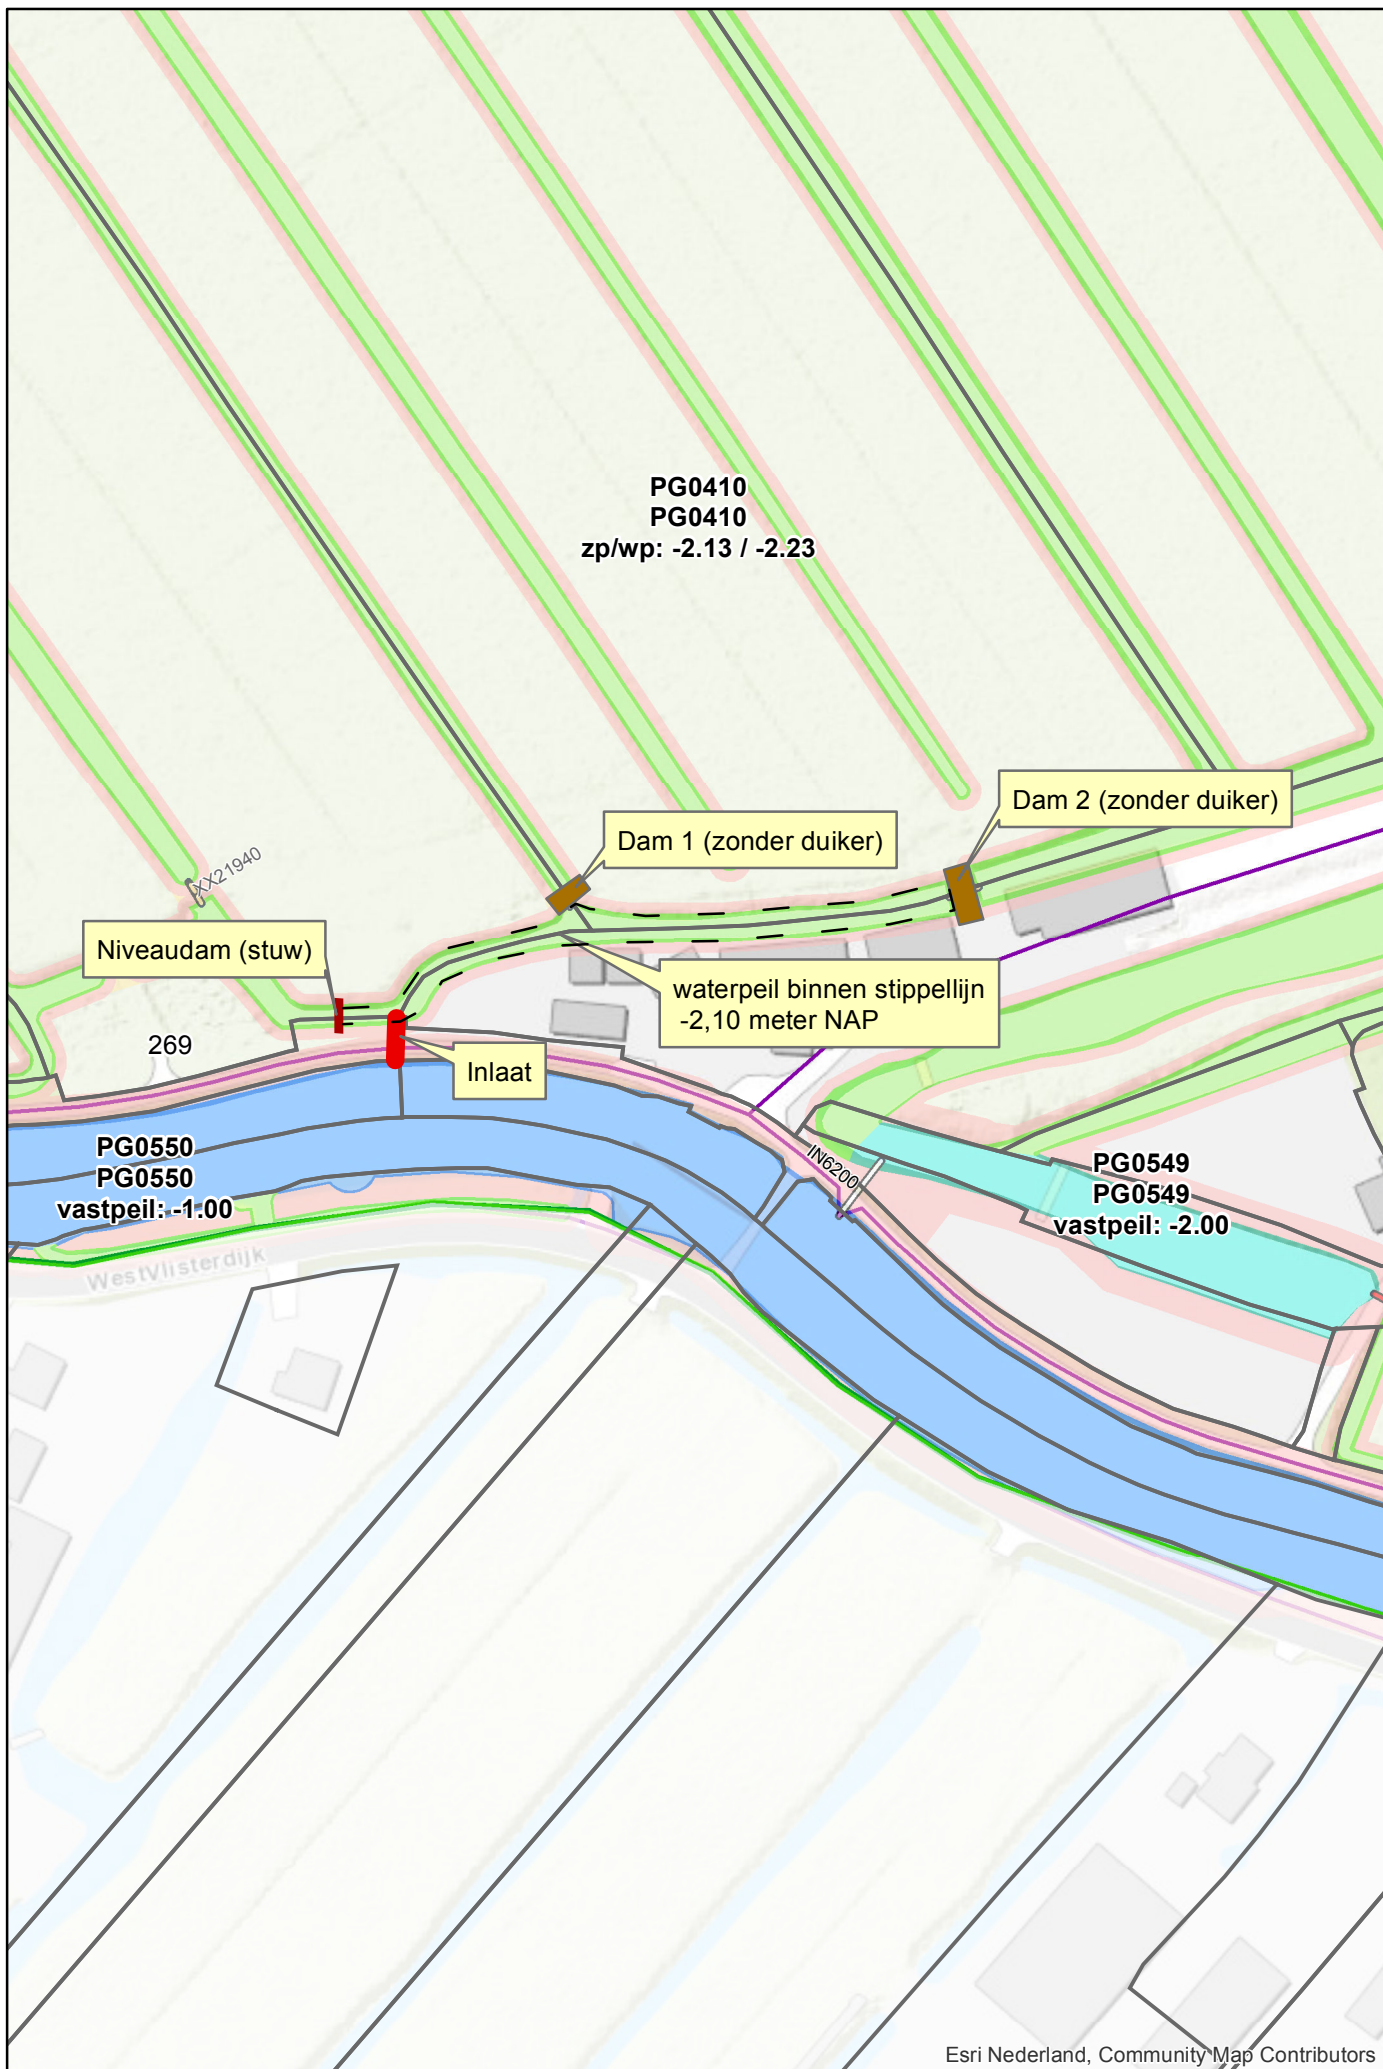 PG0410
PG0410
zp/wp: -2.13 / -2.23
Dam 2 (zonder duiker)
Dam 1 (zonder duiker)
XX21940
Niveaudam (stuw)
waterpeil binnen stippellijn
-2,10 meter NAP
269
Inlaat
PG0550
PG0550
vastpeil: -1.00
IN6200
PG0549
PG0549
vastpeil: -2.00
WestVlisterdijk
Esri Nederland, Community Map Contributors